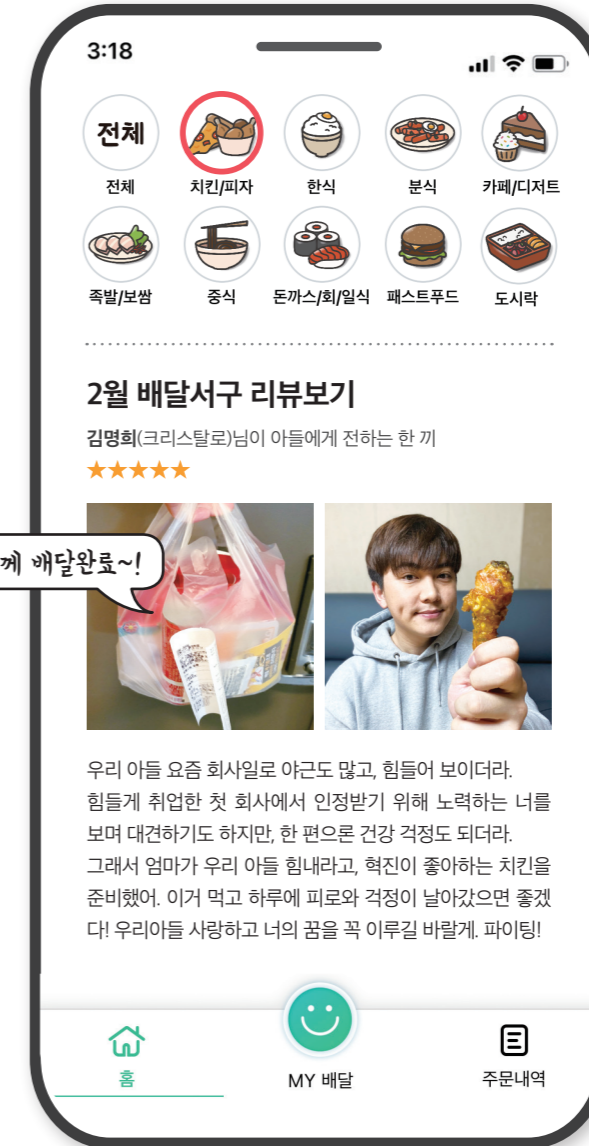 3:18
전체
전체
치킨/피자
한식
분식
카페/디저트
족발/보쌈
중식
돈까스/회/일식
패스트푸드
도시락
2월 배달서구 리뷰보기
김명희(크리스탈로)님이 아들에게 전하는 한 끼
★★★★★
께 배달완료~!
우리 아들 요즘 회사일로 야근도 많고, 힘들어 보이더라.
힘들게 취업한 첫 회사에서 인정받기 위해 노력하는 너를
보며 대견하기도 하지만, 한 편으론 건강 걱정도 되더라.
그래서 엄마가 우리 아들 힘내라고, 혁진이 좋아하는 치킨을
준비했어. 이거 먹고 하루에 피로와 걱정이 날아갔으면 좋겠
다! 우리아들 사랑하고 너의 꿈을 꼭 이루길 바랄게. 파이팅!
홈
MY 배달
주문내역